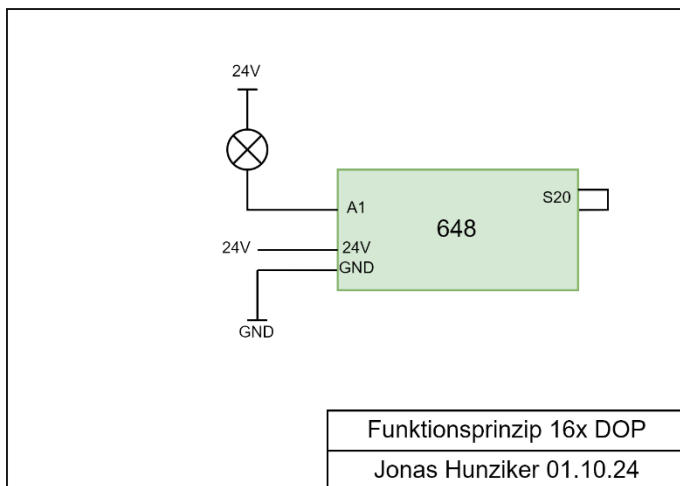 24V
A1
S20
648
24V
24V
GND
GND
Funktionsprinzip 16x DOP
Jonas Hunziker 01.10.24